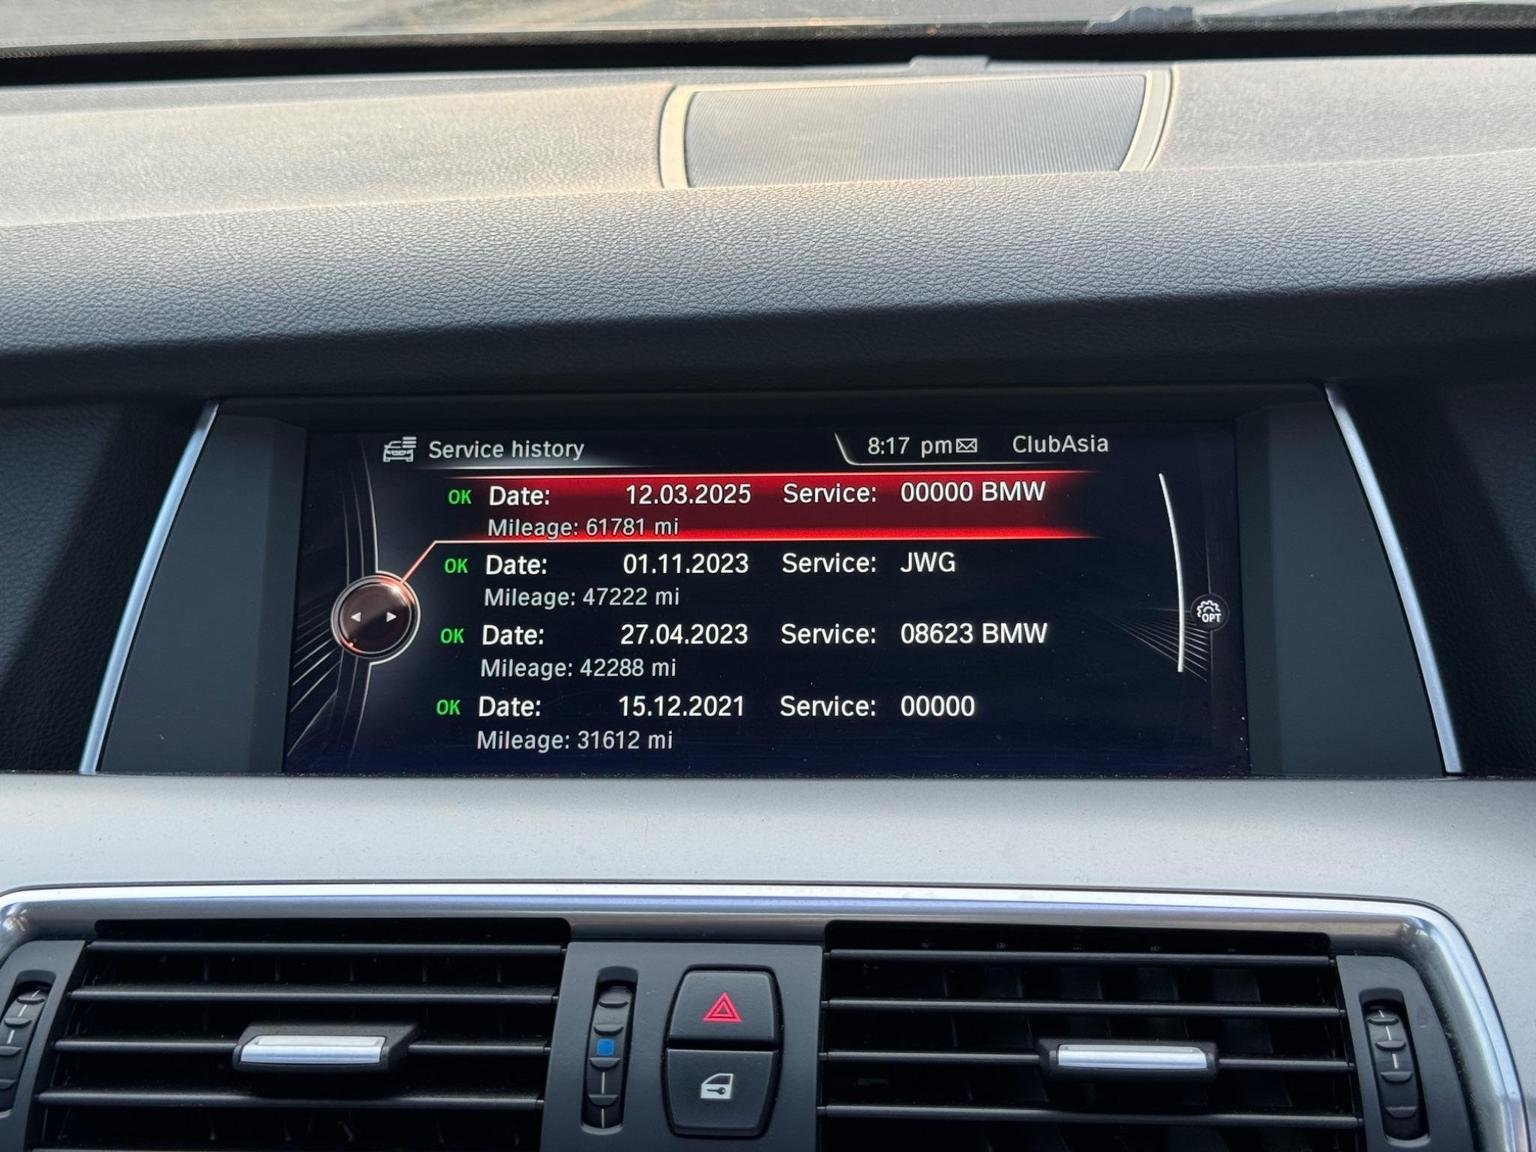 Service history 8:17 pm ClubAsia
OK Date: 12.03.2025 Service: 00000 BMW
Mileage: 61781 mi
OK Date: 01.11.2023 Service: JWG
Mileage: 47222 mi
OK Date: 27.04.2023 Service: 08623 BMW
Mileage: 42288 mi
OPT
OK Date: 15.12.2021 Service: 00000
Mileage: 31612 mi